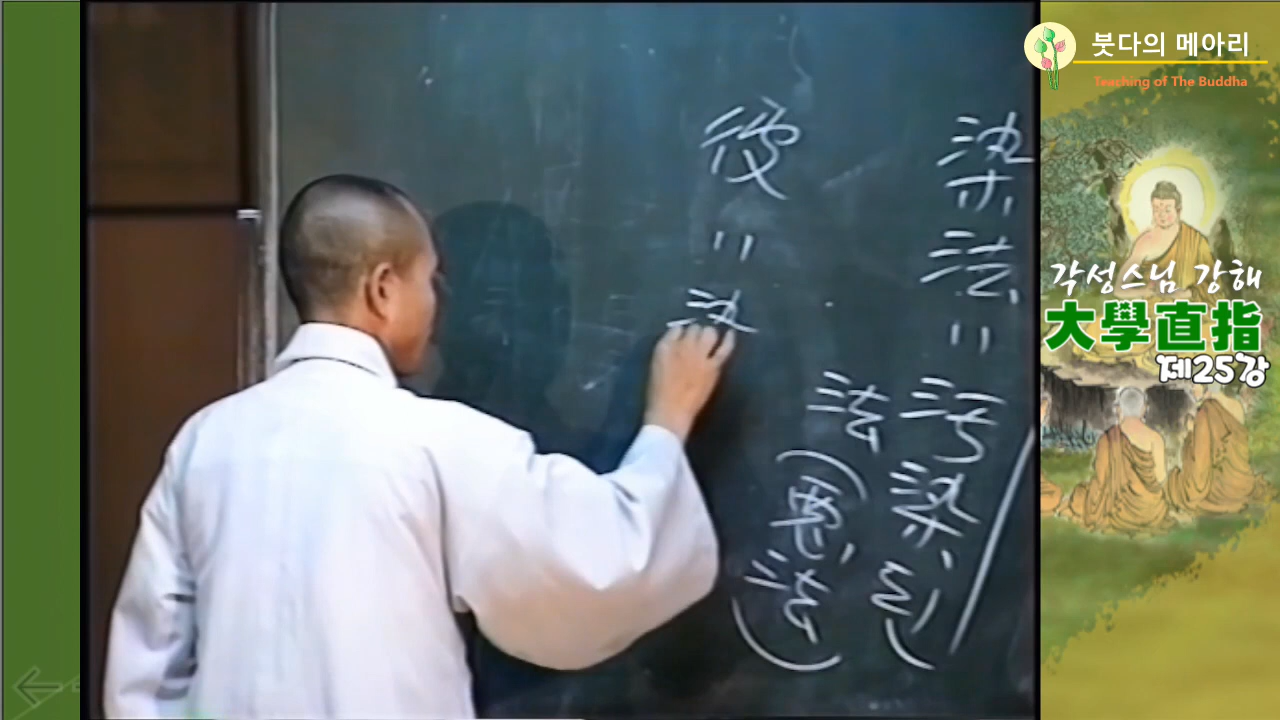 붓다의 메아리
Teaching of The Buddha
각성스님 강해
大學直指
제25강
染法=汚染된
法(惡法)
彼=染